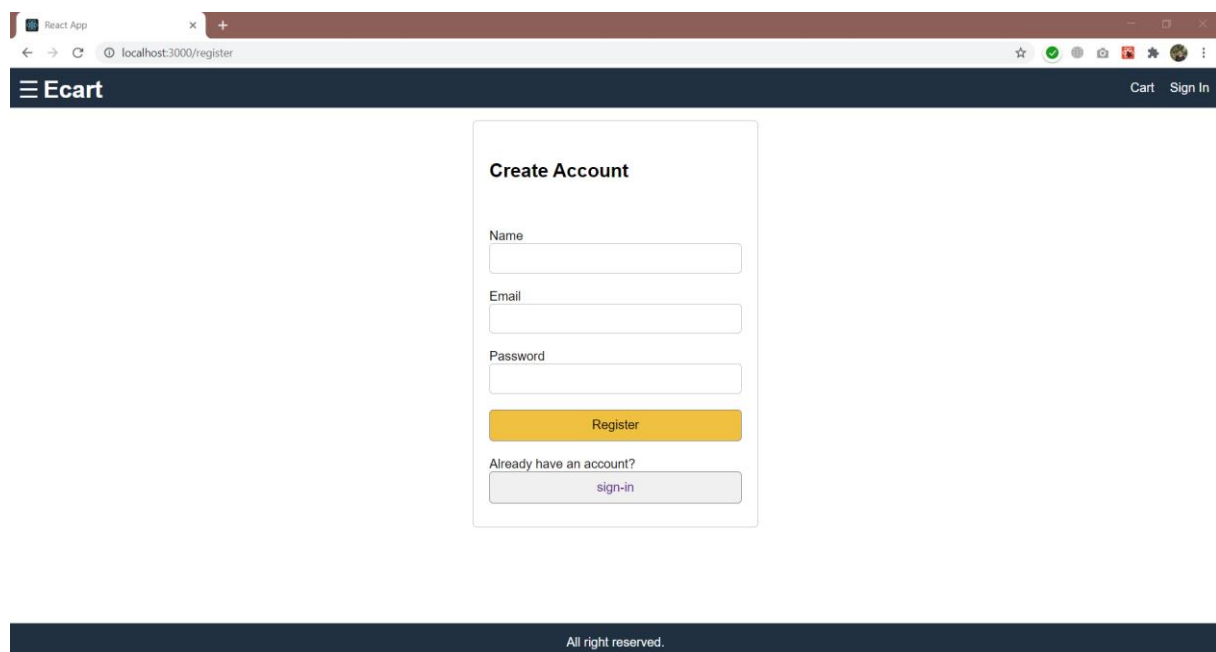 React App
localhost:3000/register
Ecart
Cart Sign In
Create Account
Name
Email
Password
Register
Already have an account?
sign-in
All right reserved.